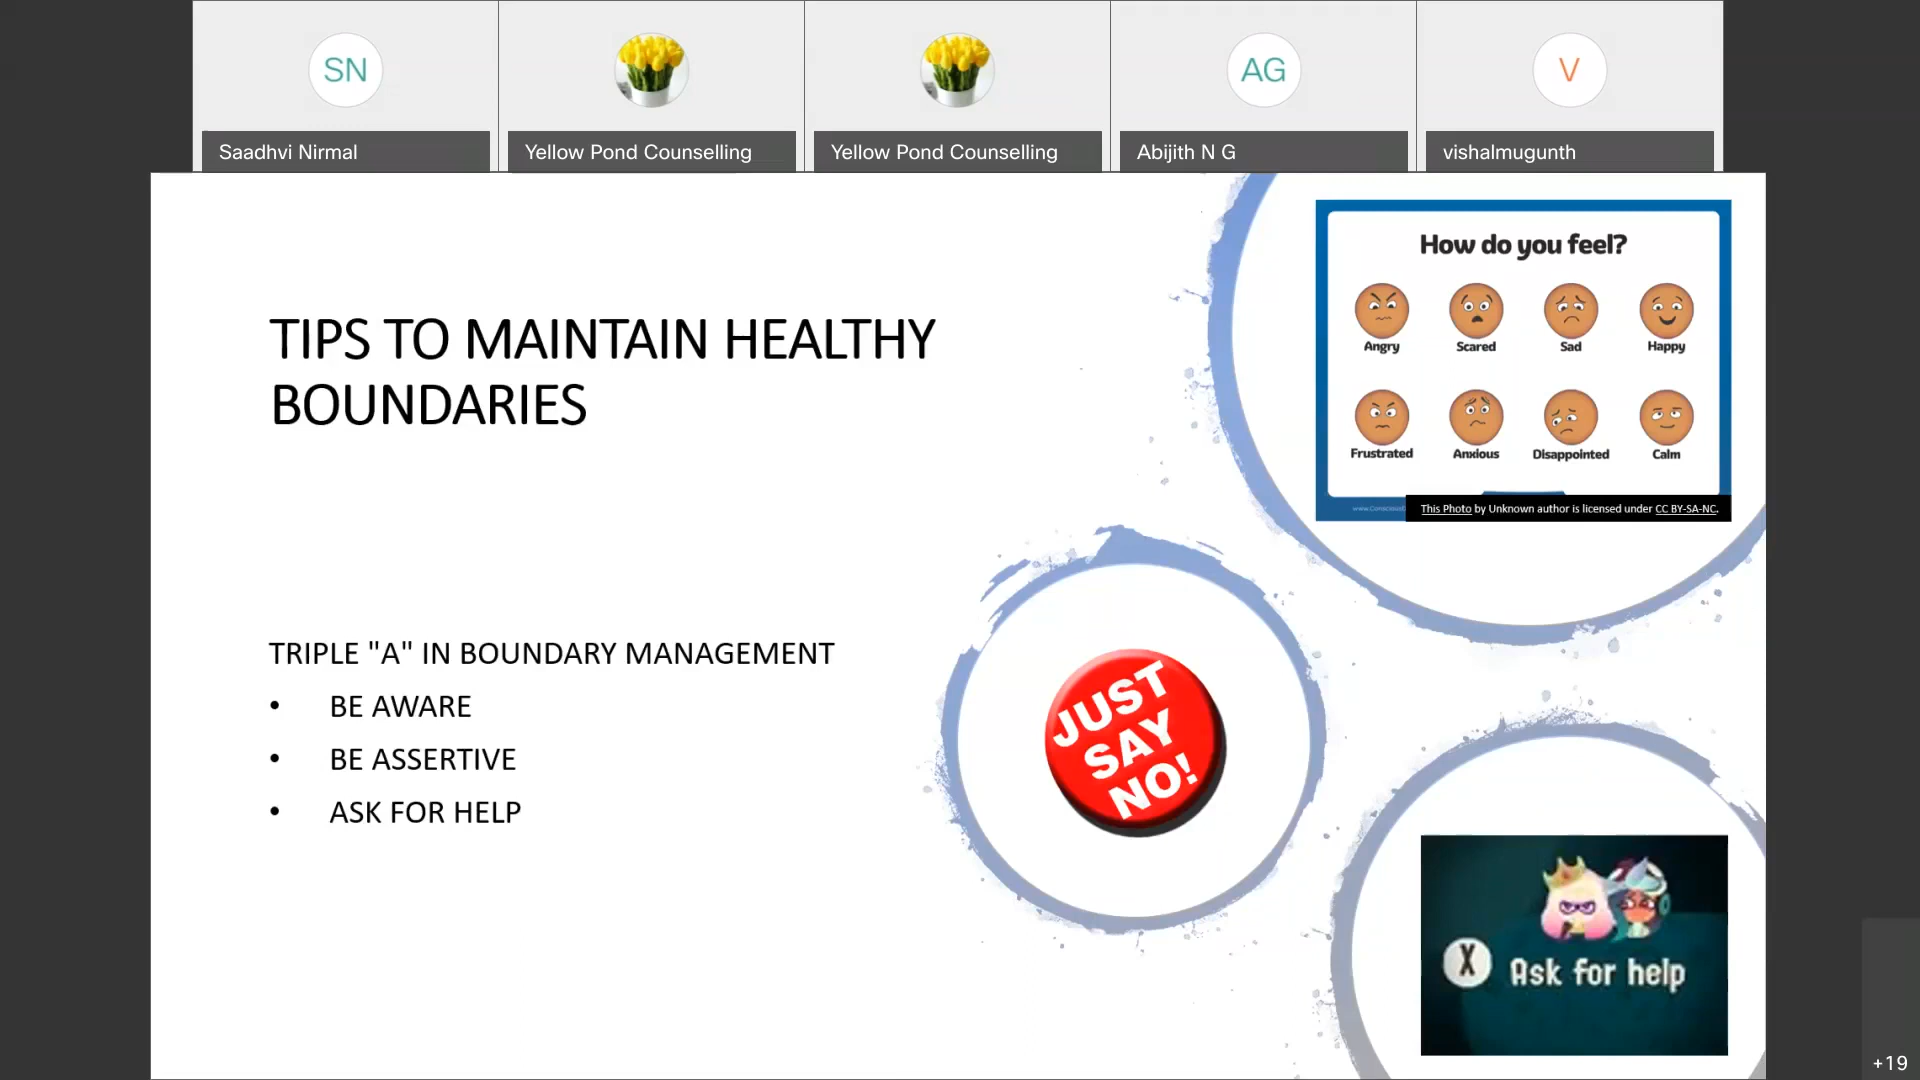 SN
AG
V
Saadhvi Nirmal
Yellow Pond Counselling
Yellow Pond Counselling
Abijith N G
vishalmugunth
TIPS TO MAINTAIN HEALTHY
BOUNDARIES
How do you feel?
Angry
Scared
Sad
Happy
Frustrated
Anxious
Disappointed
Calm
This Photo by Unknown author is licensed under CC BY-SA-NC.
TRIPLE "A" IN BOUNDARY MANAGEMENT
• BE AWARE
• BE ASSERTIVE
• ASK FOR HELP
JUST
SAY
NO!
X Ask for help
+19